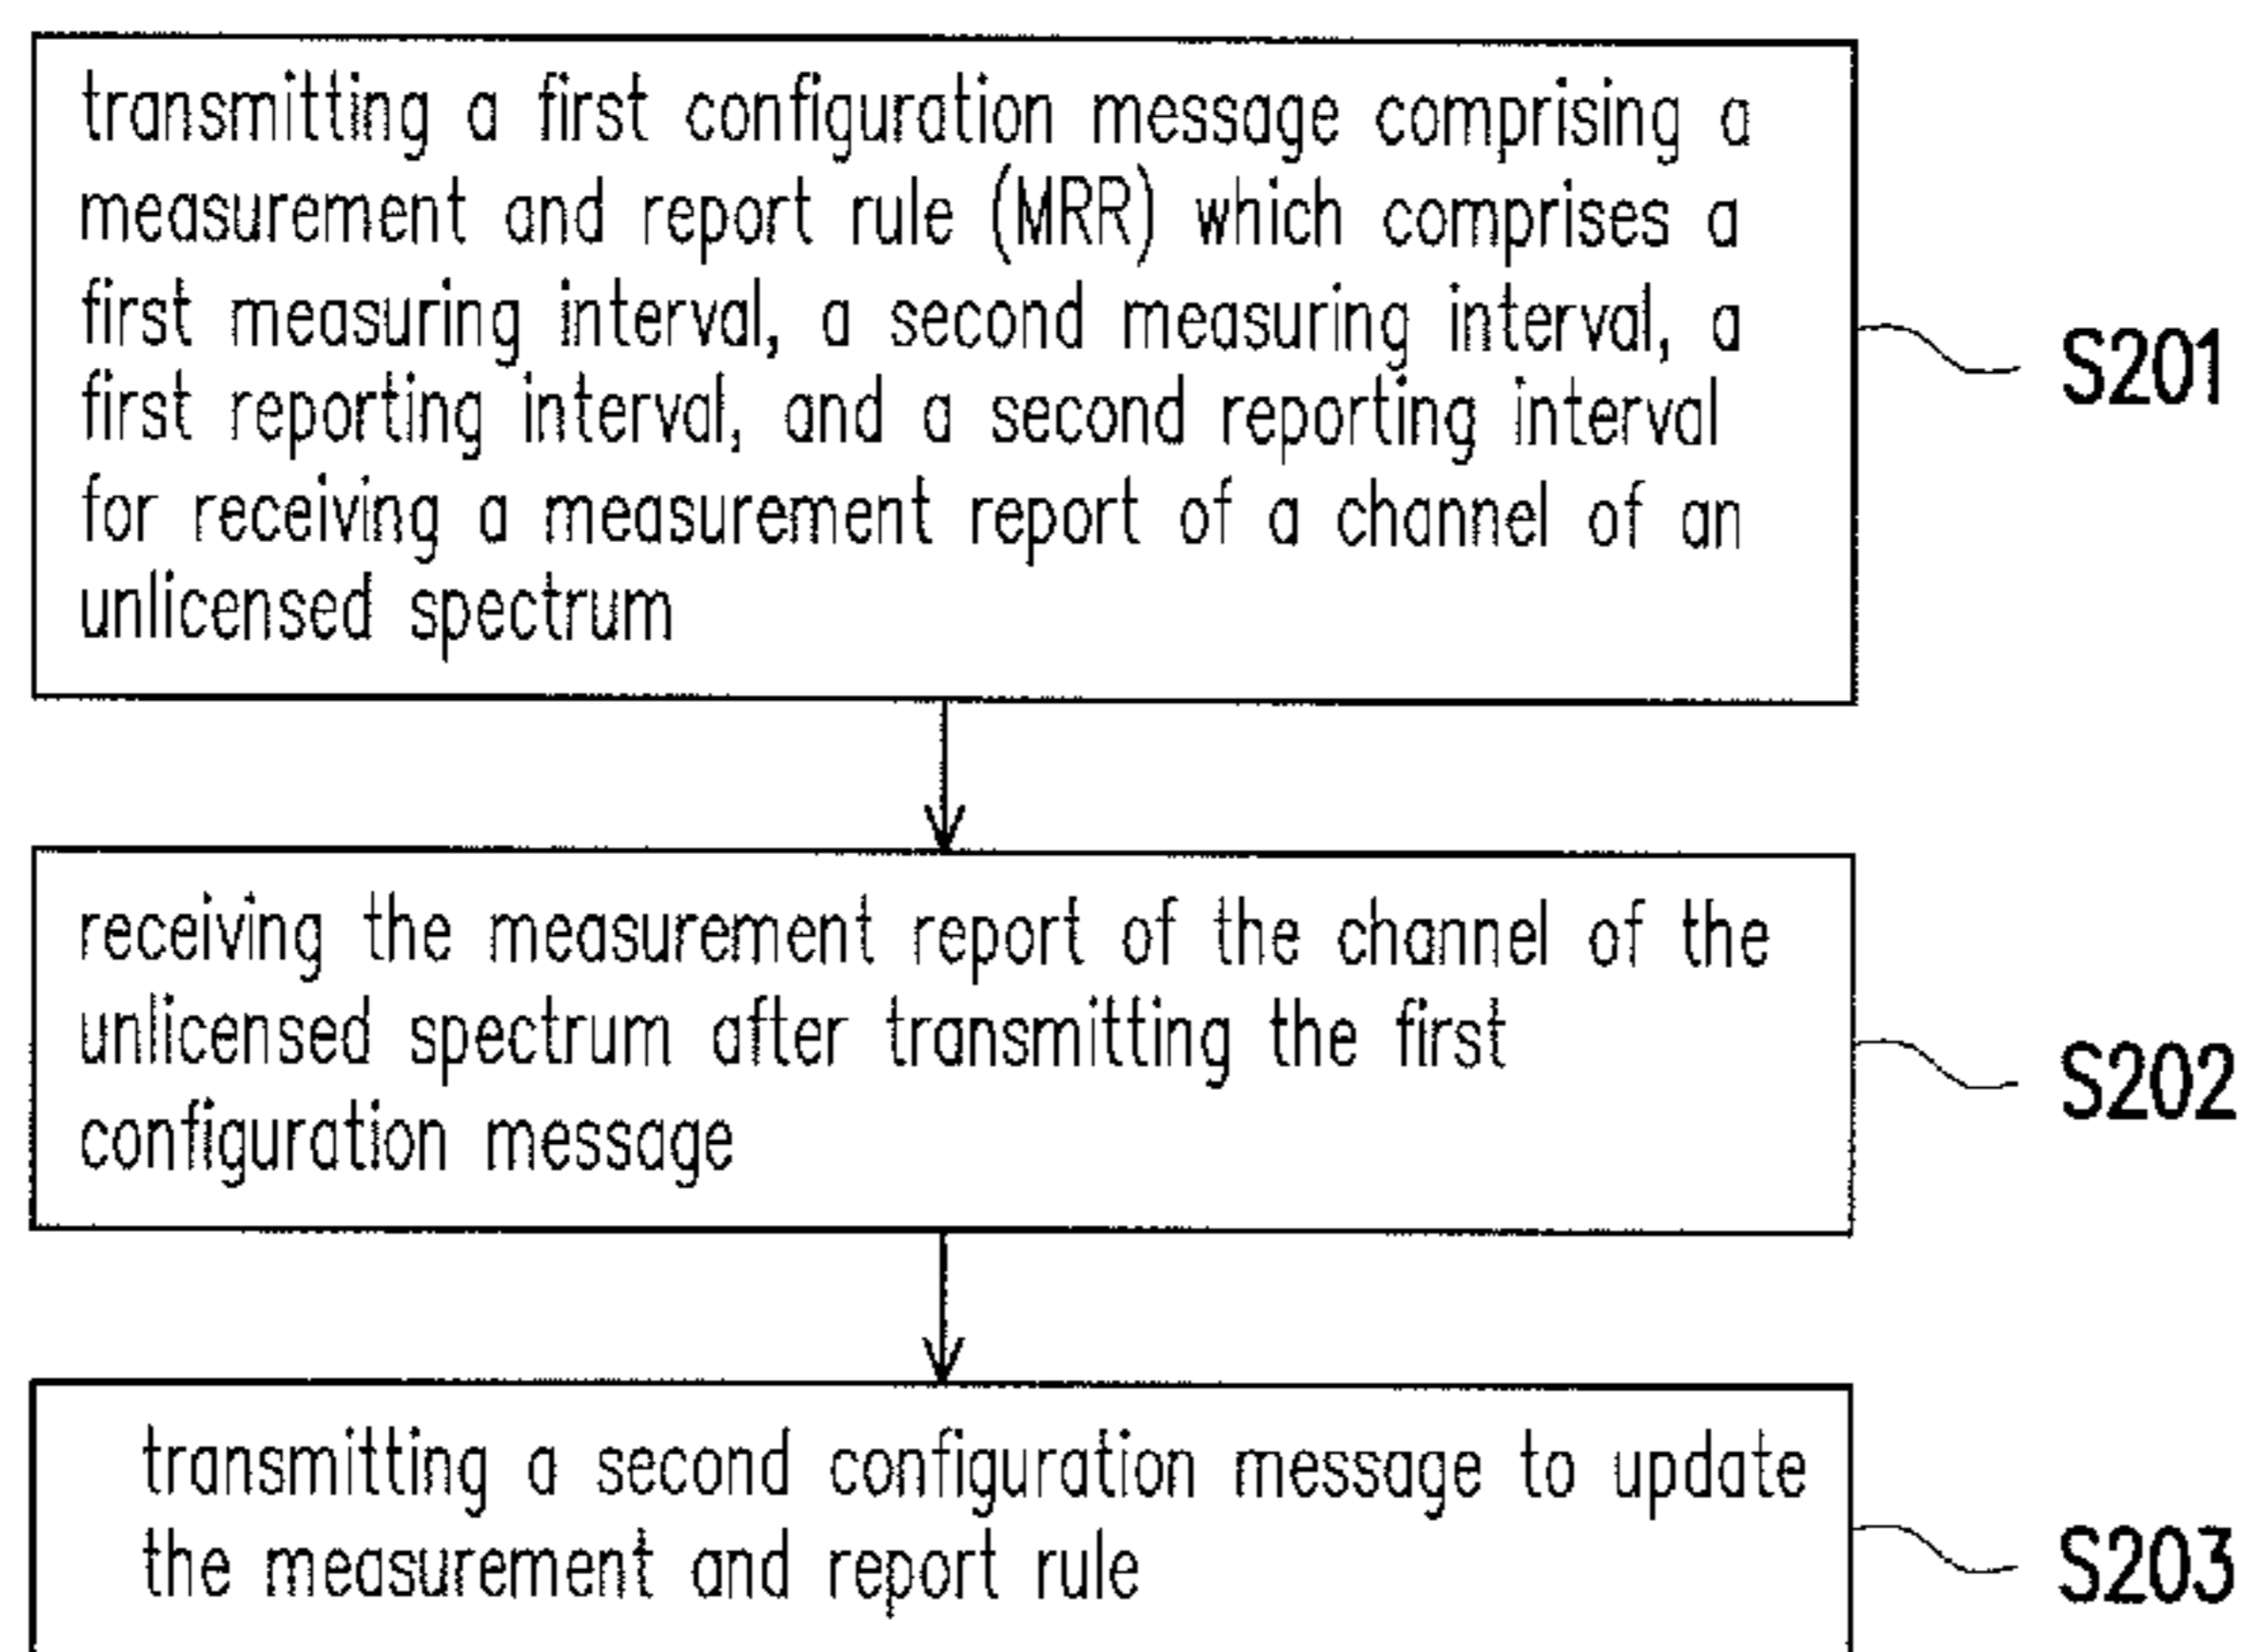 transmitting a first configuration message comprising a
measurement and report rule (MRR) which comprises a
first measuring interval, a second measuring interval, a
first reporting interval, and a second reporting interval
for receiving a measurement report of a channel of an
unlicensed spectrum
S201
receiving the measurement report of the channel of the
unlicensed spectrum after transmitting the first
configuration message
S202
transmitting a second configuration message to update
the measurement and report rule
S203